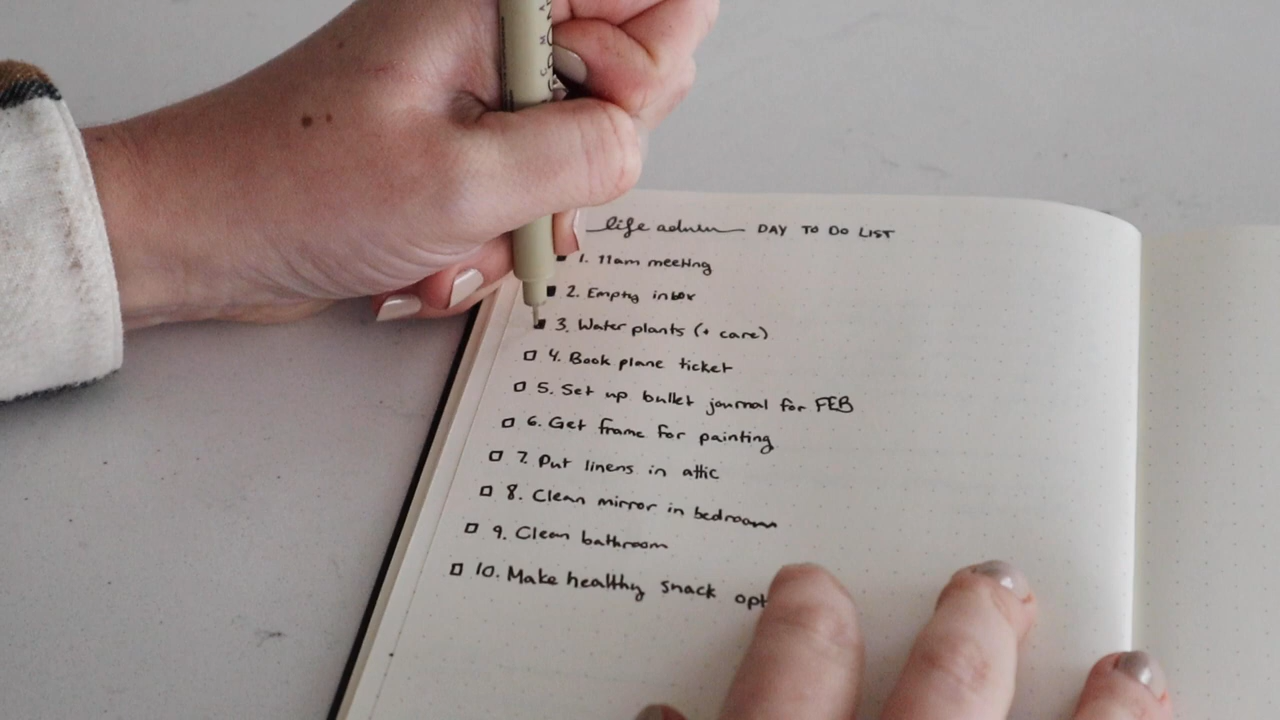 life admin DAY TO DO LIST
1. 11am meeting
2. Empty inbox
3. Water plants (+ care)
4. Book plane ticket
5. Set up bullet journal for FEB
6. Get frame for painting
7. Put linens in attic
8. Clean mirror in bedroom
9. Clean bathroom
10. Make healthy snack